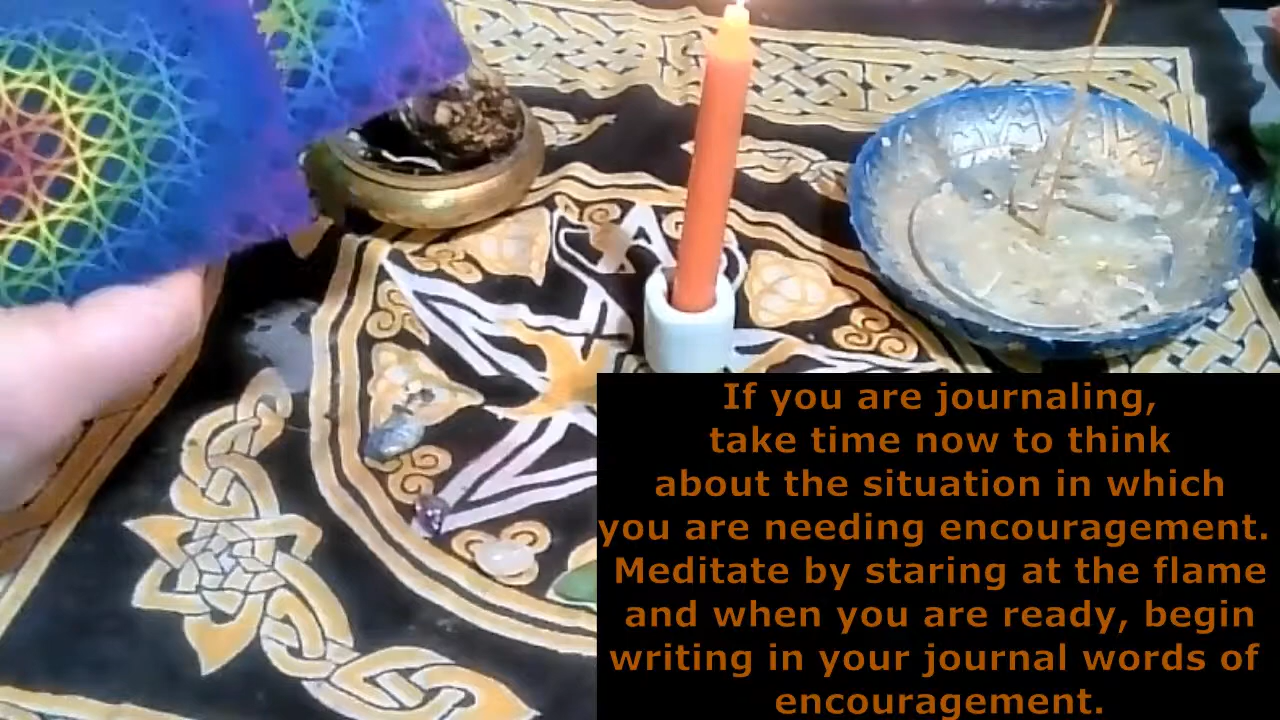 If you are journaling,
take time now to think
about the situation in which
you are needing encouragement.
Meditate by staring at the flame
and when you are ready, begin
writing in your journal words of
encouragement.